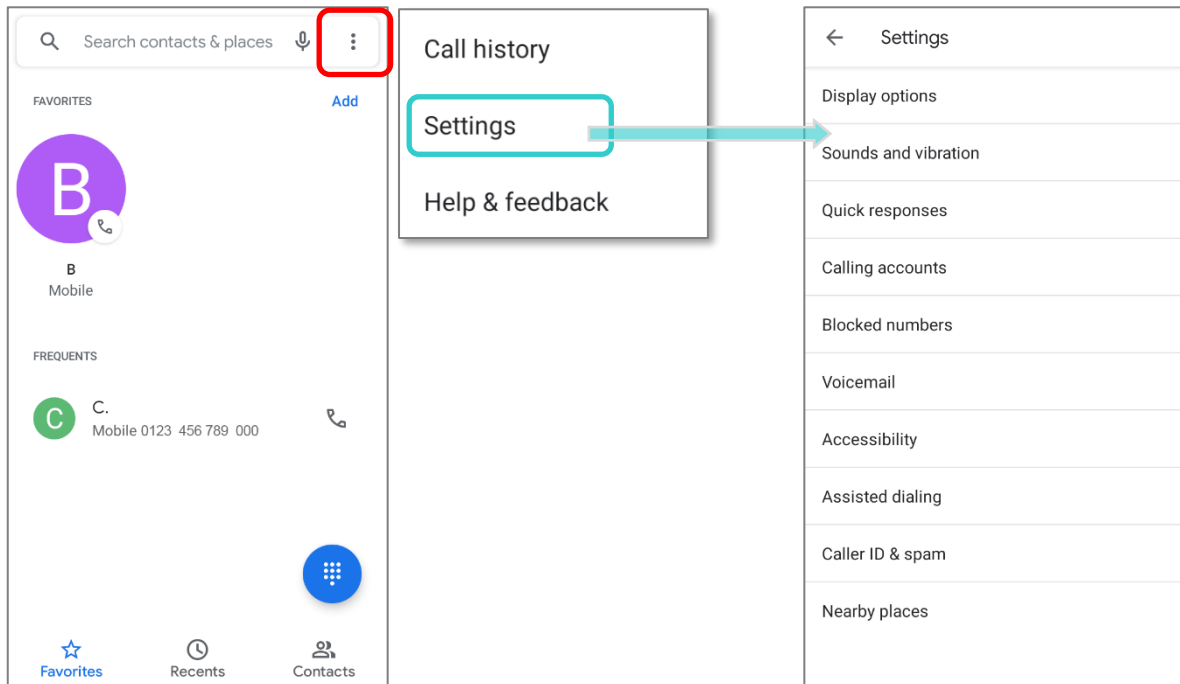 Search contacts & places
FAVORITES
Add
B
B
Mobile
FREQUENTS
C
C.
Mobile 0123 456 789 000
Favorites
Recents
Contacts
Call history
Settings
Help & feedback
Settings
Display options
Sounds and vibration
Quick responses
Calling accounts
Blocked numbers
Voicemail
Accessibility
Assisted dialing
Caller ID & spam
Nearby places